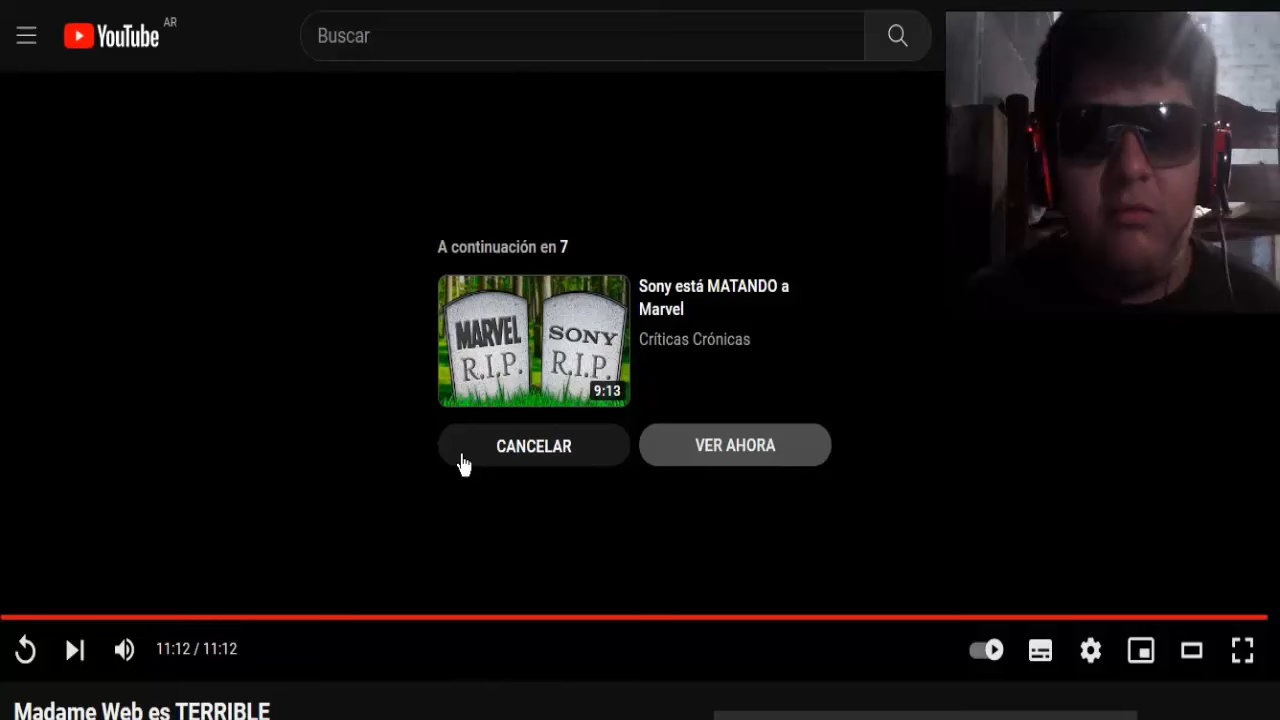 YouTube AR
Buscar
A continuación en 7
Sony está MATANDO a
Marvel
Críticas Crónicas
MARVEL
R.I.P.
SONY
R.I.P.
9:13
CANCELAR
VER AHORA
11:12 / 11:12
Madame Web es TERRIBLE